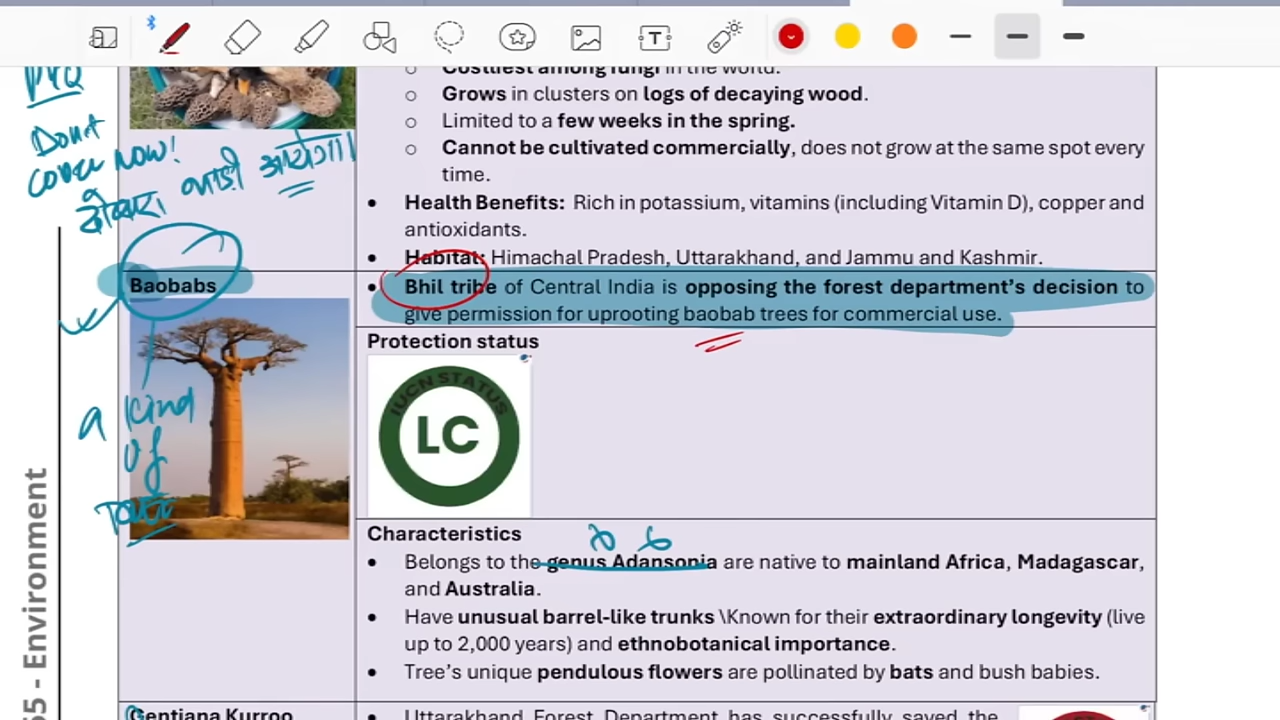 PYQ
Costliest among fungi in the world.
Grows in clusters on logs of decaying wood.
Limited to a few weeks in the spring.
Cannot be cultivated commercially, does not grow at the same spot every
time.
Don't
come now!
दोबारा नहीं आयेगा।
Health Benefits: Rich in potassium, vitamins (including Vitamin D), copper and
antioxidants.
Habitat: Himachal Pradesh, Uttarakhand, and Jammu and Kashmir.
Baobabs
Bhil tribe of Central India is opposing the forest department's decision to
give permission for uprooting baobab trees for commercial use.
a kind
of
Protection status
IUCN STATUS
LC
Characteristics
Belongs to the genus Adansonia are native to mainland Africa, Madagascar,
and Australia.
Have unusual barrel-like trunks \Known for their extraordinary longevity (live
up to 2,000 years) and ethnobotanical importance.
Tree's unique pendulous flowers are pollinated by bats and bush babies.
Gentiana Kurroo
Uttarakhand Forest Department has successfully saved the
55 - Environment